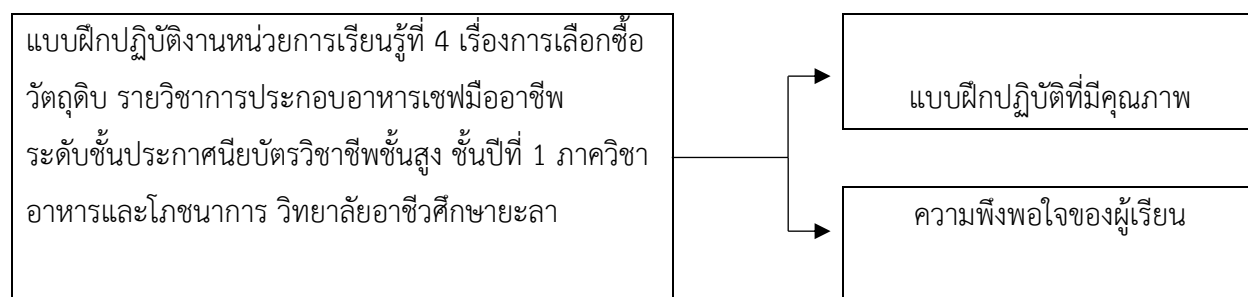 แบบฝึกปฏิบัติงานหน่วยการเรียนรู้ที่ 4 เรื่องการเลือกซื้อ
วัตถุดิบ รายวิชาการประกอบอาหารเชฟมืออาชีพ
ระดับชั้นประกาศนียบัตรวิชาชีพชั้นสูง ชั้นปีที่ 1 ภาควิชา
อาหารและโภชนาการ วิทยาลัยอาชีวศึกษายะลา
แบบฝึกปฏิบัติที่มีคุณภาพ
ความพึงพอใจของผู้เรียน